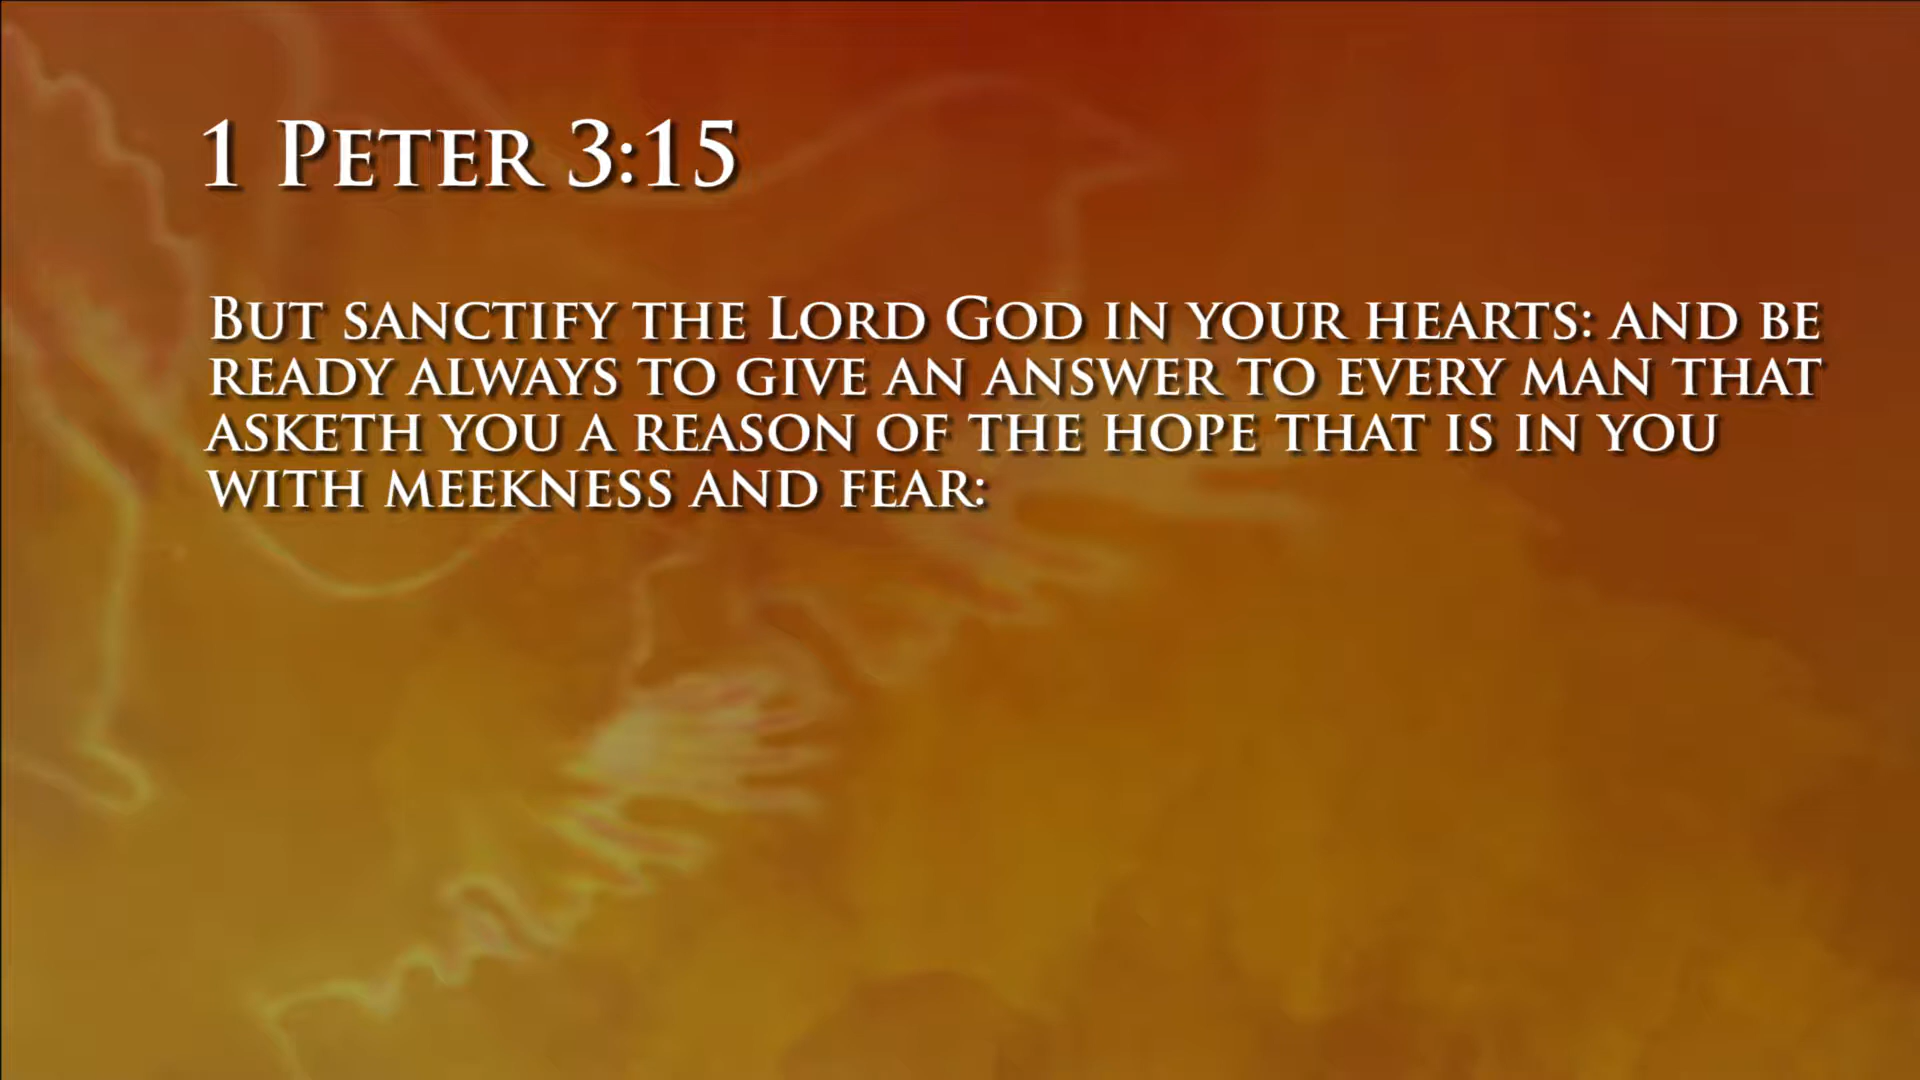 1 Peter 3:15
But sanctify the Lord God in your hearts: and be
ready always to give an answer to every man that
asketh you a reason of the hope that is in you
with meekness and fear: